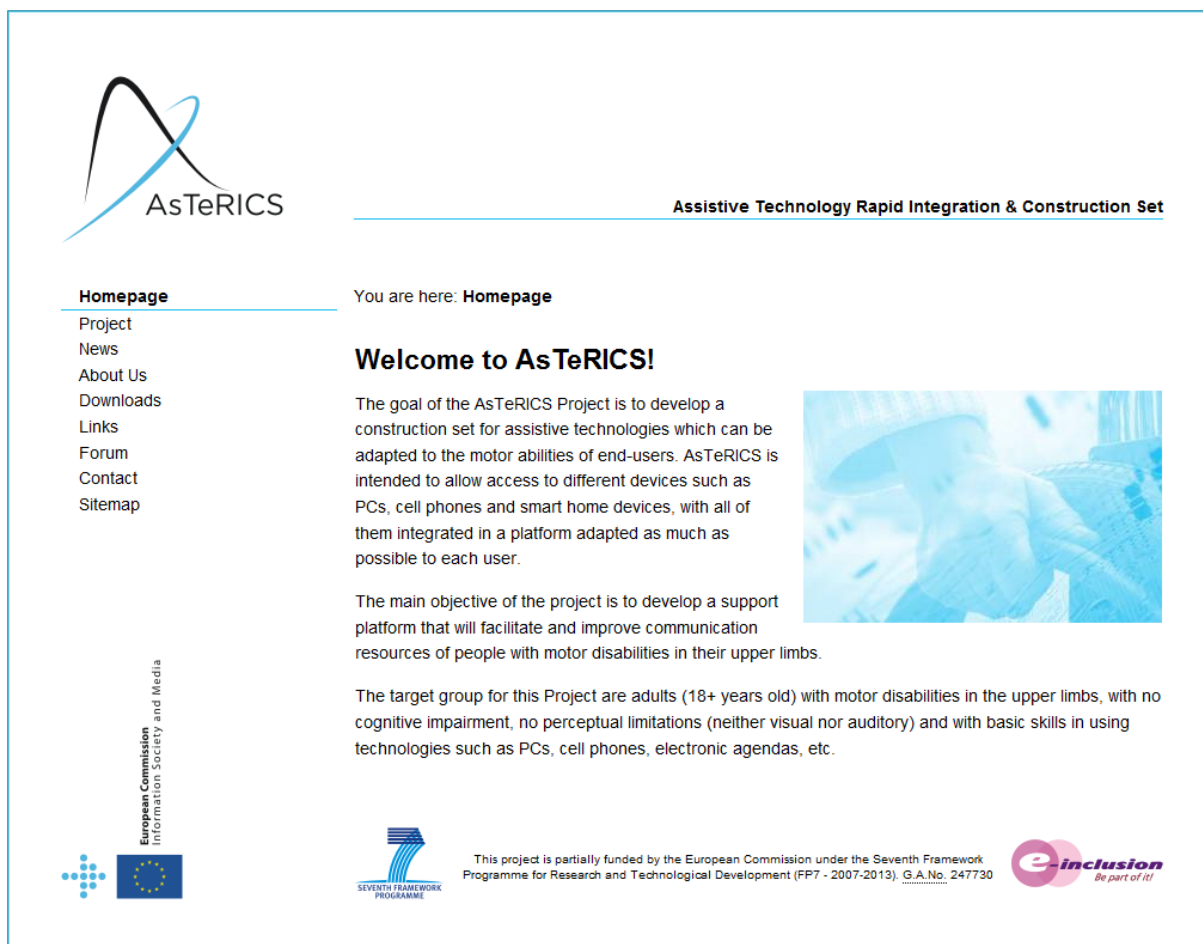 AsTeRICS
Assistive Technology Rapid Integration & Construction Set
Homepage
Project
News
About Us
Downloads
Links
Forum
Contact
Sitemap
You are here: Homepage
Welcome to AsTeRICS!
The goal of the AsTeRICS Project is to develop a
construction set for assistive technologies which can be
adapted to the motor abilities of end-users. AsTeRICS is
intended to allow access to different devices such as
PCs, cell phones and smart home devices, with all of
them integrated in a platform adapted as much as
possible to each user.
The main objective of the project is to develop a support
platform that will facilitate and improve communication
resources of people with motor disabilities in their upper limbs.
The target group for this Project are adults (18+ years old) with motor disabilities in the upper limbs, with no
cognitive impairment, no perceptual limitations (neither visual nor auditory) and with basic skills in using
technologies such as PCs, cell phones, electronic agendas, etc.
European Commission
Information Society and Media
SEVENTH FRAMEWORK
PROGRAMME
This project is partially funded by the European Commission under the Seventh Framework
Programme for Research and Technological Development (FP7 - 2007-2013). G.A.No. 247730
e-inclusion
Be part of it!